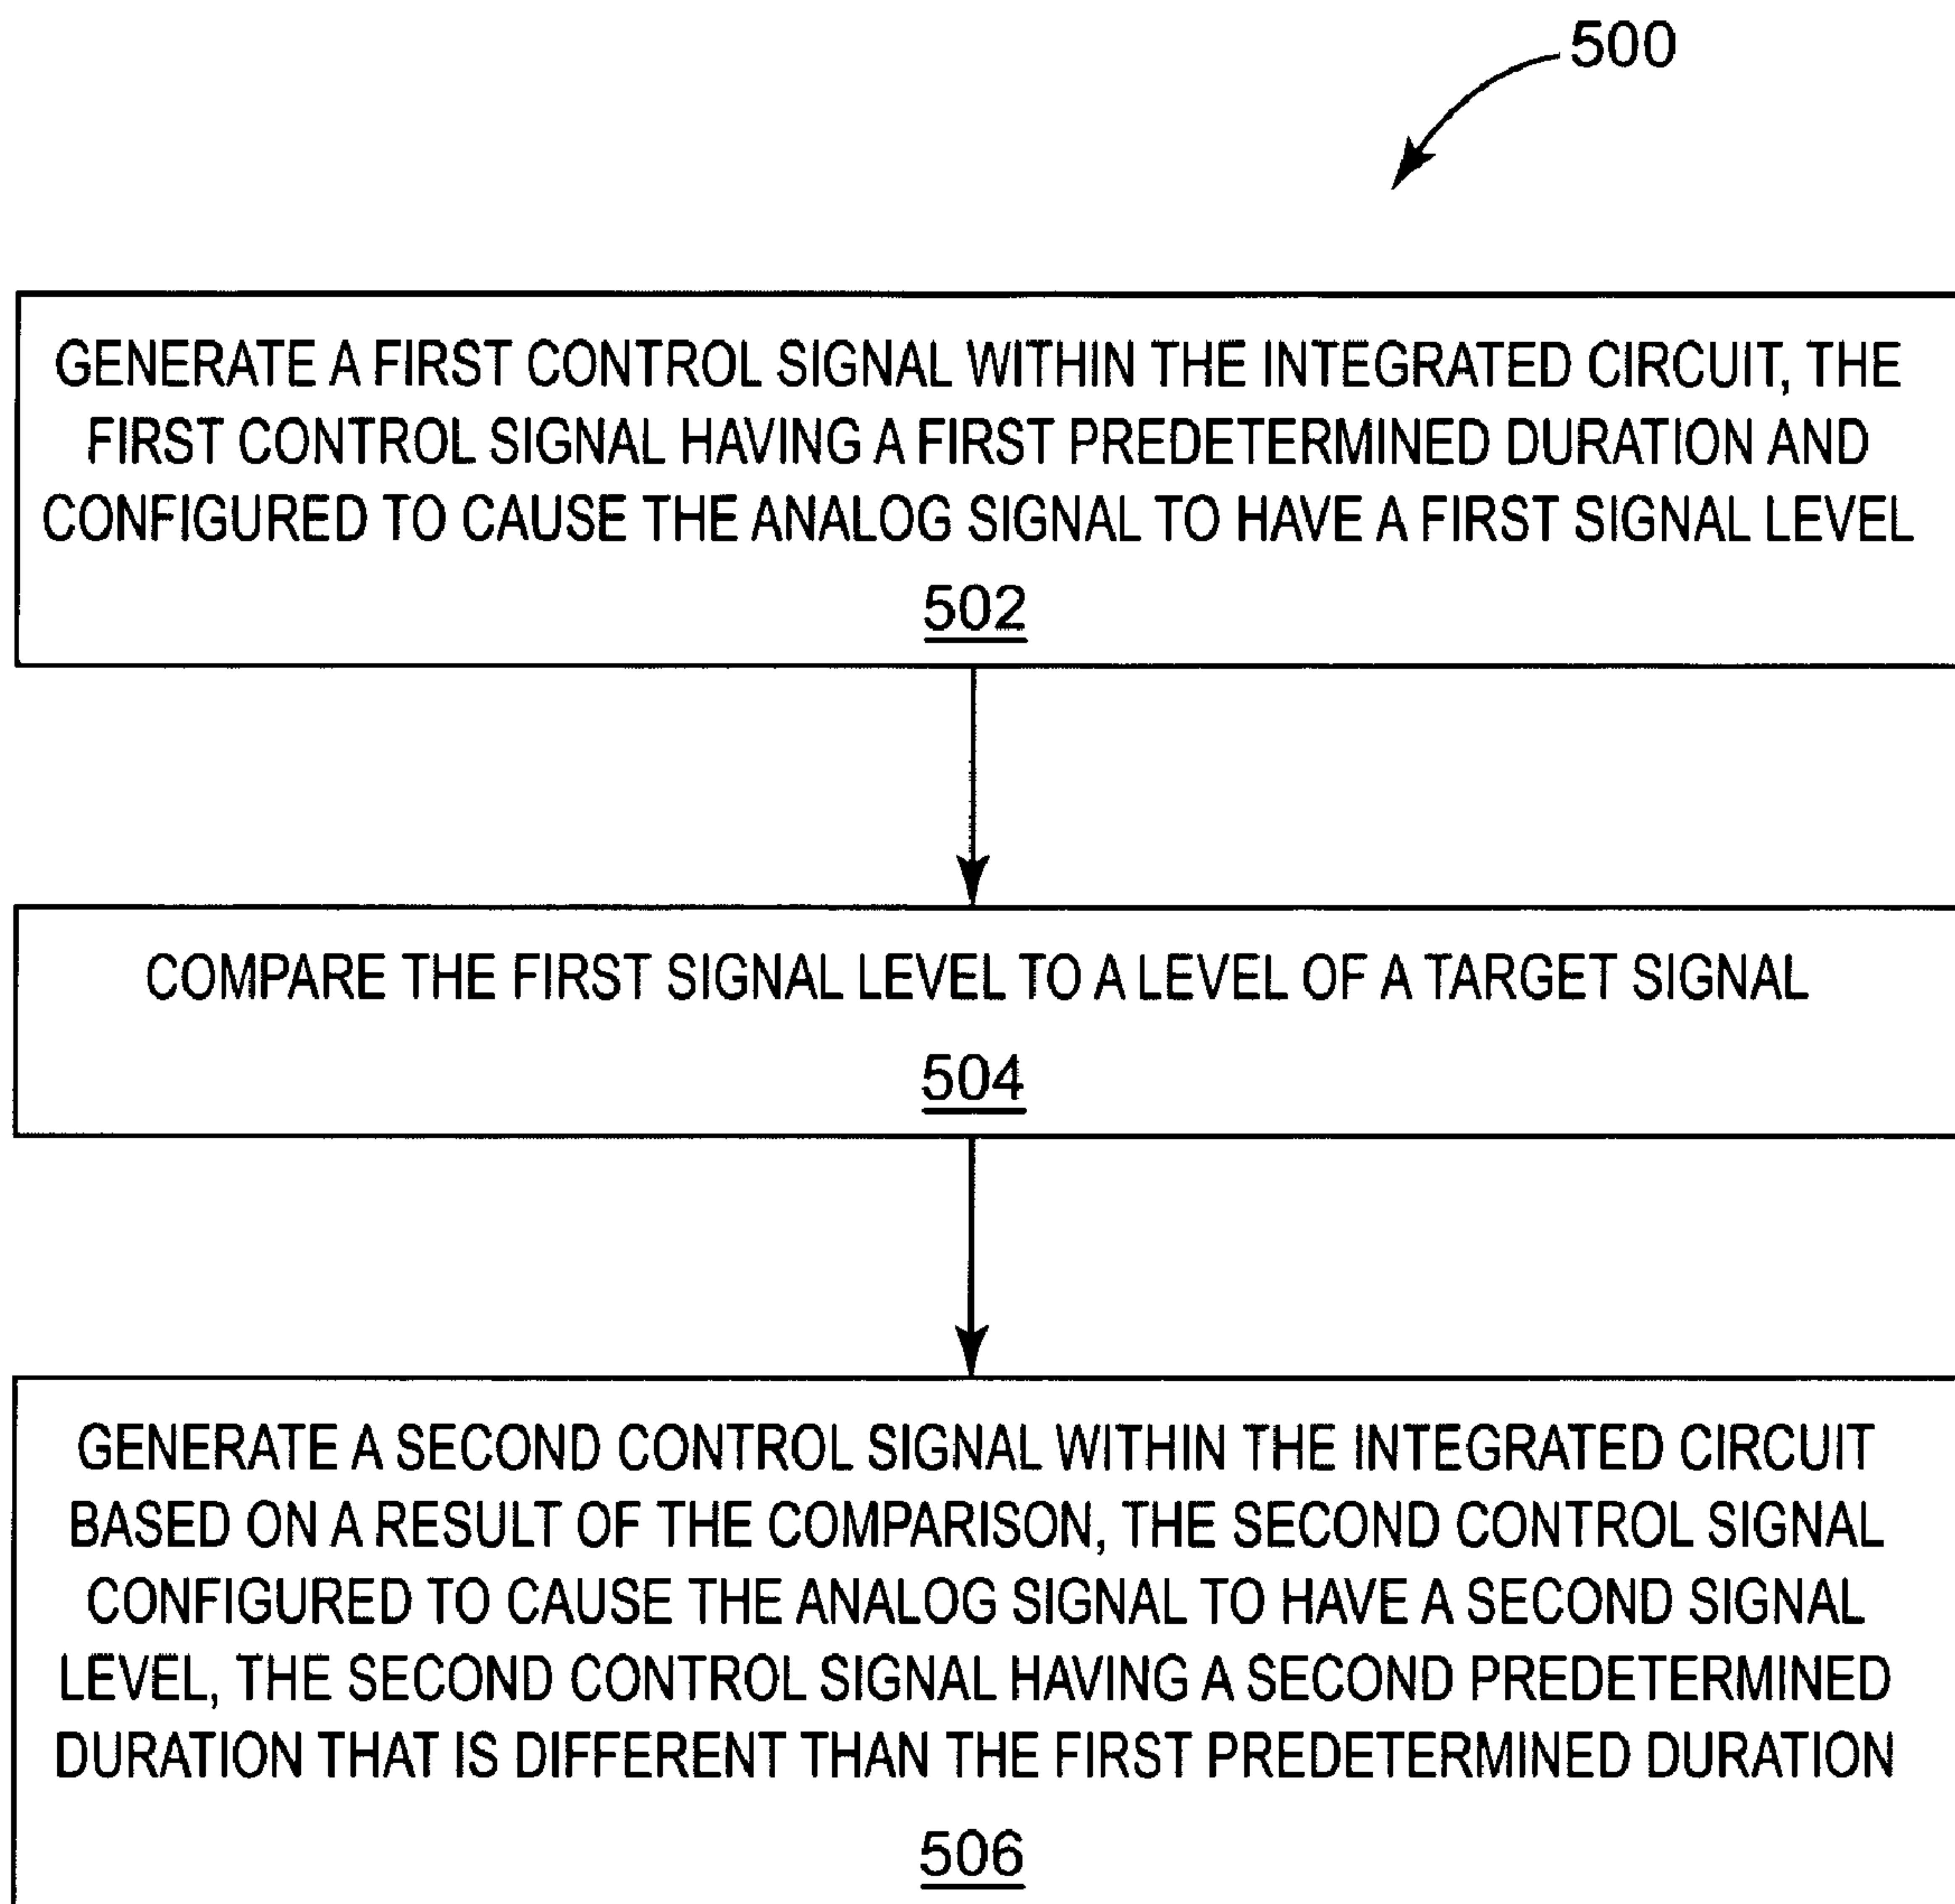 500
GENERATE A FIRST CONTROL SIGNAL WITHIN THE INTEGRATED CIRCUIT, THE
FIRST CONTROL SIGNAL HAVING A FIRST PREDETERMINED DURATION AND
CONFIGURED TO CAUSE THE ANALOG SIGNAL TO HAVE A FIRST SIGNAL LEVEL
502
COMPARE THE FIRST SIGNAL LEVEL TO A LEVEL OF A TARGET SIGNAL
504
GENERATE A SECOND CONTROL SIGNAL WITHIN THE INTEGRATED CIRCUIT
BASED ON A RESULT OF THE COMPARISON, THE SECOND CONTROL SIGNAL
CONFIGURED TO CAUSE THE ANALOG SIGNAL TO HAVE A SECOND SIGNAL
LEVEL, THE SECOND CONTROL SIGNAL HAVING A SECOND PREDETERMINED
DURATION THAT IS DIFFERENT THAN THE FIRST PREDETERMINED DURATION
506